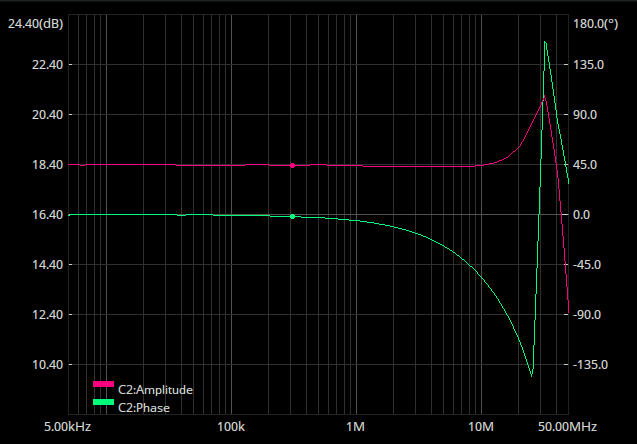 24.40(dB) 180.0(°)
22.40 135.0
20.40 90.0
18.40 45.0
16.40 0.0
14.40 -45.0
12.40 -90.0
10.40 -135.0
C2:Amplitude
C2:Phase
5.00kHz 100k 1M 10M 50.00MHz